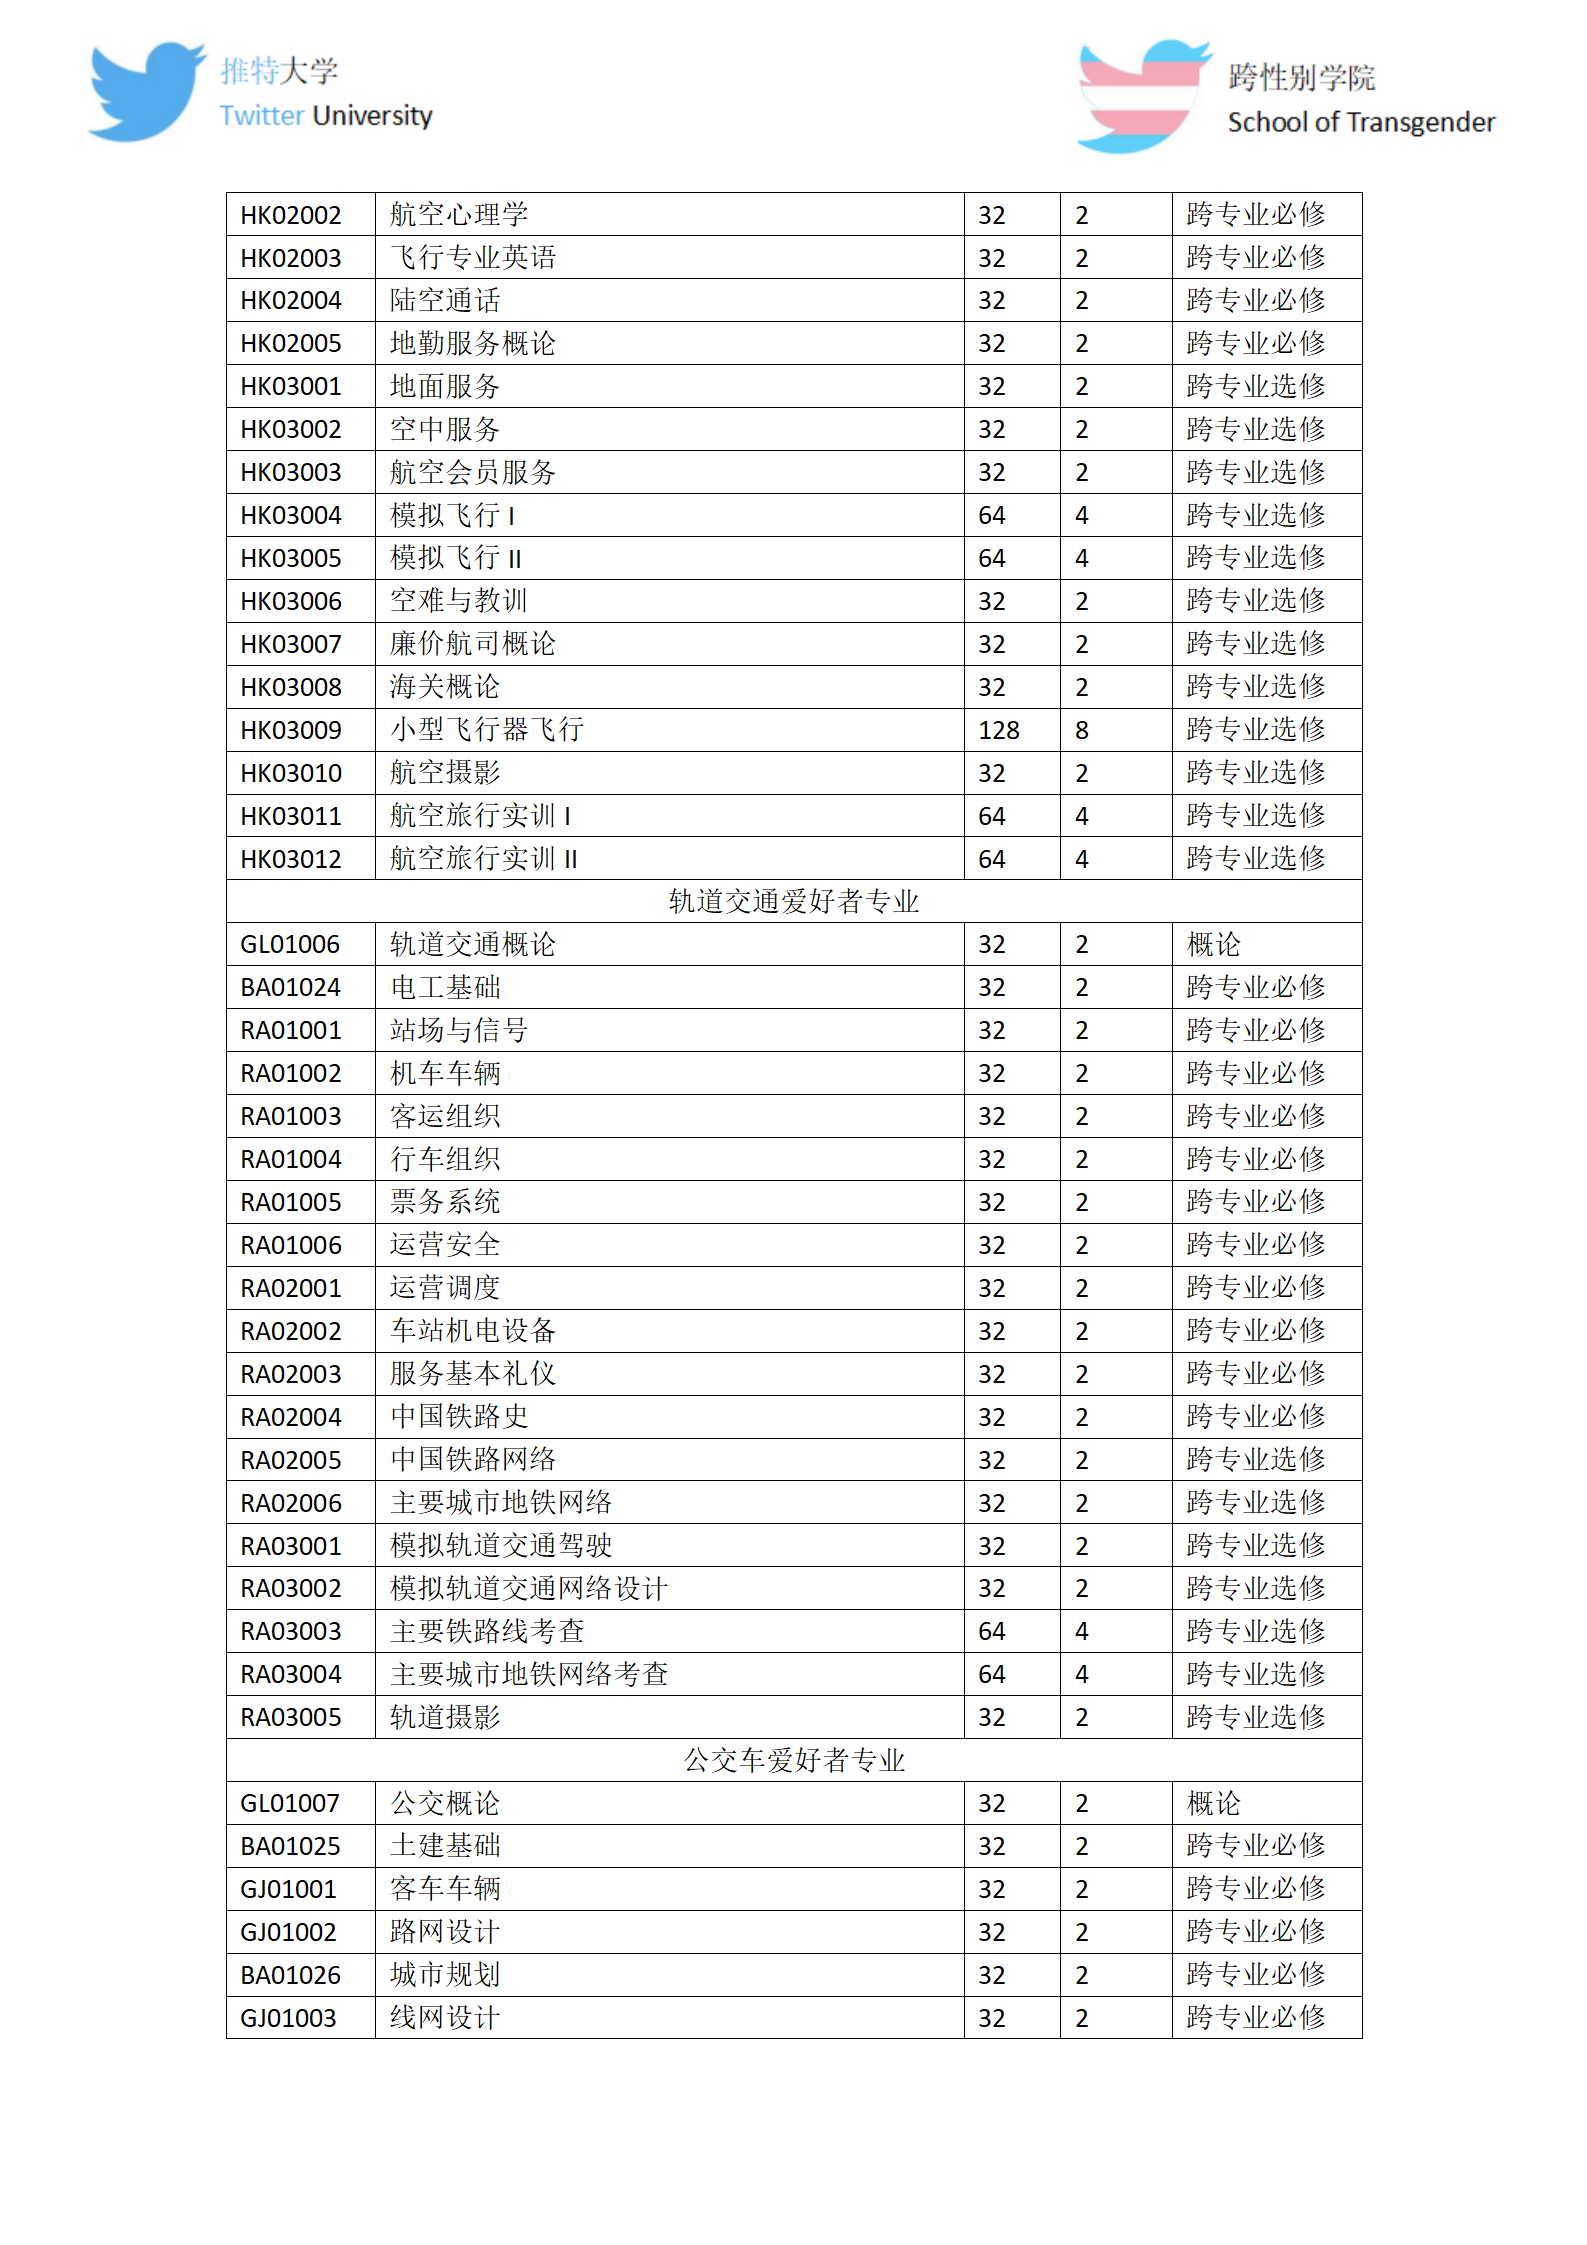 推特大学
Twitter University
跨性别学院
School of Transgender
HK02002 航空心理学 32 2 跨专业必修
HK02003 飞行专业英语 32 2 跨专业必修
HK02004 陆空通话 32 2 跨专业必修
HK02005 地勤服务概论 32 2 跨专业必修
HK03001 地面服务 32 2 跨专业选修
HK03002 空中服务 32 2 跨专业选修
HK03003 航空会员服务 32 2 跨专业选修
HK03004 模拟飞行 I 64 4 跨专业选修
HK03005 模拟飞行 II 64 4 跨专业选修
HK03006 空难与教训 32 2 跨专业选修
HK03007 廉价航司概论 32 2 跨专业选修
HK03008 海关概论 32 2 跨专业选修
HK03009 小型飞行器飞行 128 8 跨专业选修
HK03010 航空摄影 32 2 跨专业选修
HK03011 航空旅行实训 I 64 4 跨专业选修
HK03012 航空旅行实训 II 64 4 跨专业选修
轨道交通爱好者专业
GL01006 轨道交通概论 32 2 概论
BA01024 电工基础 32 2 跨专业必修
RA01001 站场与信号 32 2 跨专业必修
RA01002 机车车辆 32 2 跨专业必修
RA01003 客运组织 32 2 跨专业必修
RA01004 行车组织 32 2 跨专业必修
RA01005 票务系统 32 2 跨专业必修
RA01006 运营安全 32 2 跨专业必修
RA02001 运营调度 32 2 跨专业必修
RA02002 车站机电设备 32 2 跨专业必修
RA02003 服务基本礼仪 32 2 跨专业必修
RA02004 中国铁路史 32 2 跨专业必修
RA02005 中国铁路网络 32 2 跨专业选修
RA02006 主要城市地铁网络 32 2 跨专业选修
RA03001 模拟轨道交通驾驶 32 2 跨专业选修
RA03002 模拟轨道交通网络设计 32 2 跨专业选修
RA03003 主要铁路线考查 64 4 跨专业选修
RA03004 主要城市地铁网络考查 64 4 跨专业选修
RA03005 轨道摄影 32 2 跨专业选修
公交车爱好者专业
GL01007 公交概论 32 2 概论
BA01025 土建基础 32 2 跨专业必修
GJ01001 客车车辆 32 2 跨专业必修
GJ01002 路网设计 32 2 跨专业必修
BA01026 城市规划 32 2 跨专业必修
GJ01003 线网设计 32 2 跨专业必修